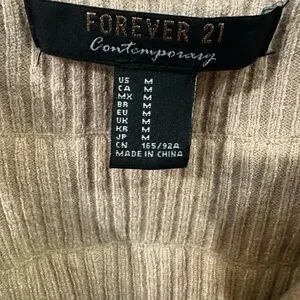 FOREVER 21
Contemporary
US M
CA M
MX M
BR M
EU M
UK M
KR M
JP M
CN 165/92A
MADE IN CHINA